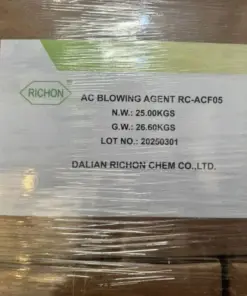 RICHON
AC BLOWING AGENT RC-ACF05
N.W.: 25.00KGS
G.W.: 26.60KGS
LOT NO.: 20250301
DALIAN RICHON CHEM CO.,LTD.